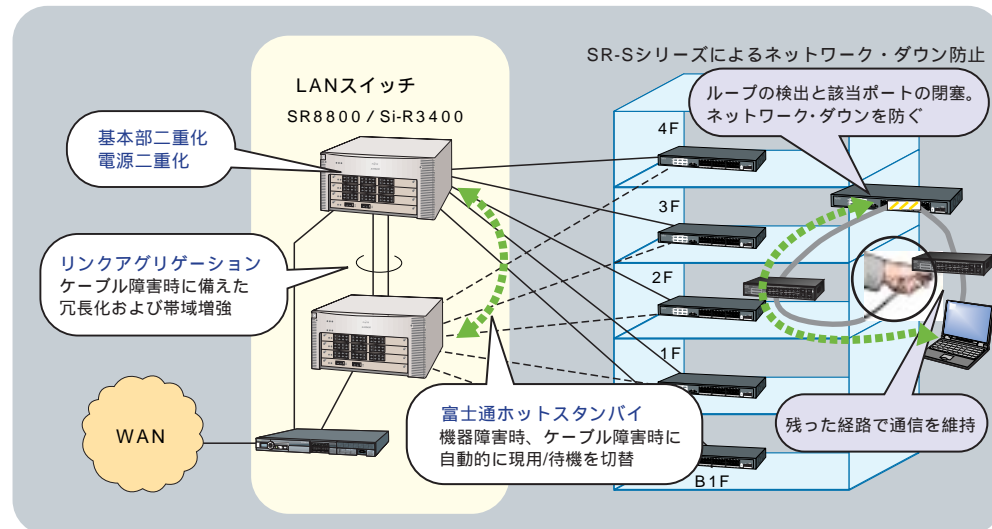 SR-Sシリーズによるネットワーク・ダウン防止
LANスイッチ
SR8800 / Si-R3400
ループの検出と該当ポートの閉塞。
ネットワーク・ダウンを防ぐ
基本部二重化
電源二重化
4F
3F
リンクアグリゲーション
ケーブル障害時に備えた
冗長化および帯域増強
2F
1F
富士通ホットスタンバイ
機器障害時、ケーブル障害時に
自動的に現用/待機を切替
残った経路で通信を維持
WAN
B1F